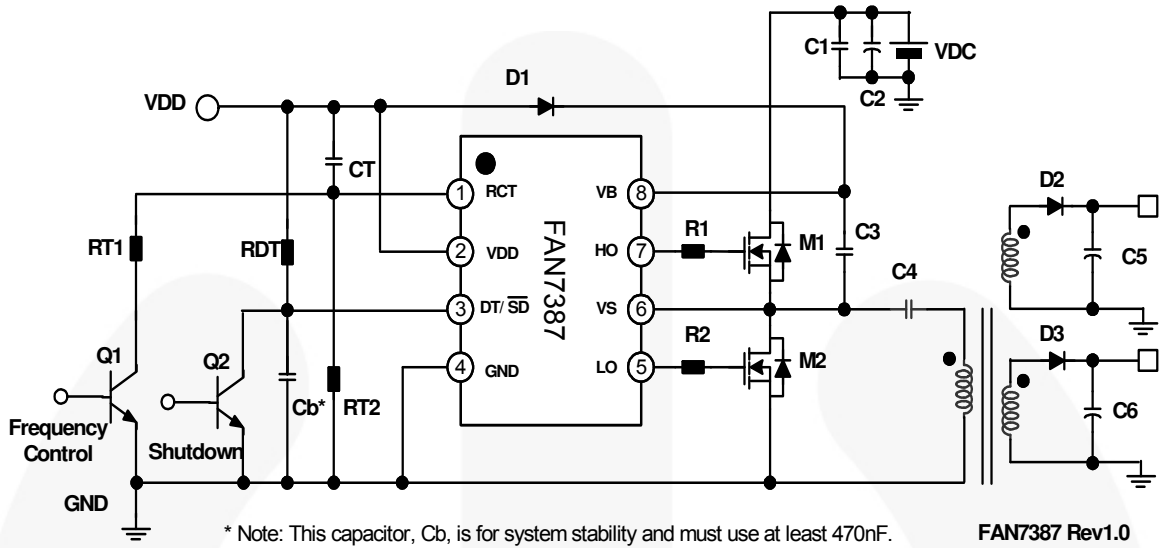 C1
VDC
C2
D1
VDD
CT
1 RCT
VB 8
RT1
RDT
2 VDD
HO 7
R1
M1
C3
FAN7387
3 DT/ SD
VS 6
C4
D2
C5
Q1
Q2
4 GND
LO 5
R2
M2
D3
C6
Cb*
RT2
Frequency
Control
Shutdown
GND
* Note: This capacitor, Cb, is for system stability and must use at least 470nF.
FAN7387 Rev1.0